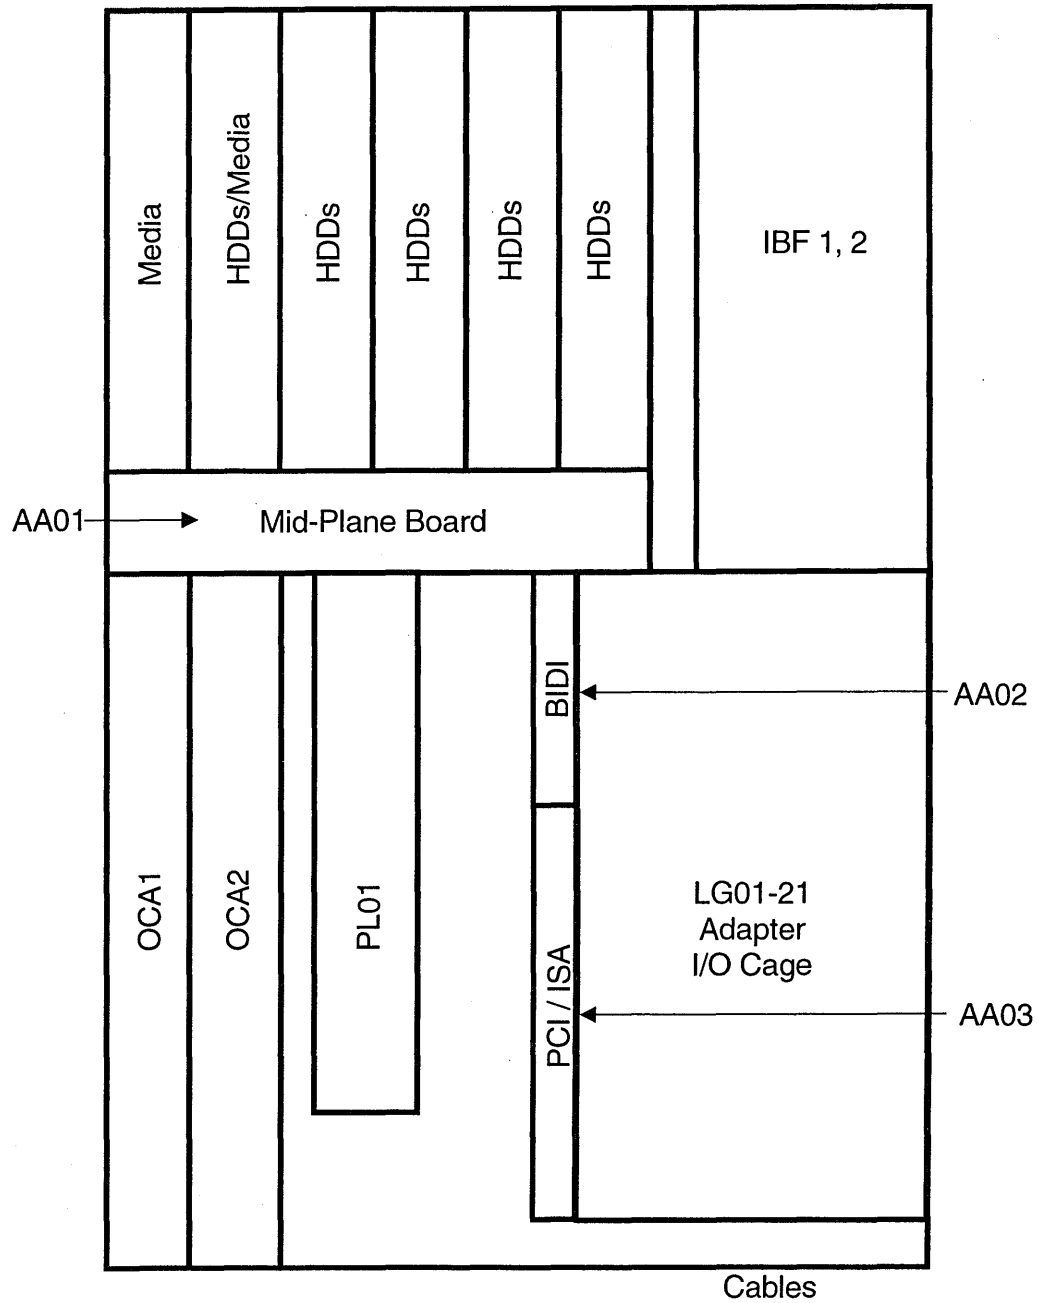 Media
HDDs/Media
HDDs
HDDs
HDDs
HDDs
IBF 1, 2
AA01
Mid-Plane Board
BIDI
AA02
OCA1
OCA2
PL01
LG01-21
Adapter
I/O Cage
PCI / ISA
AA03
Cables